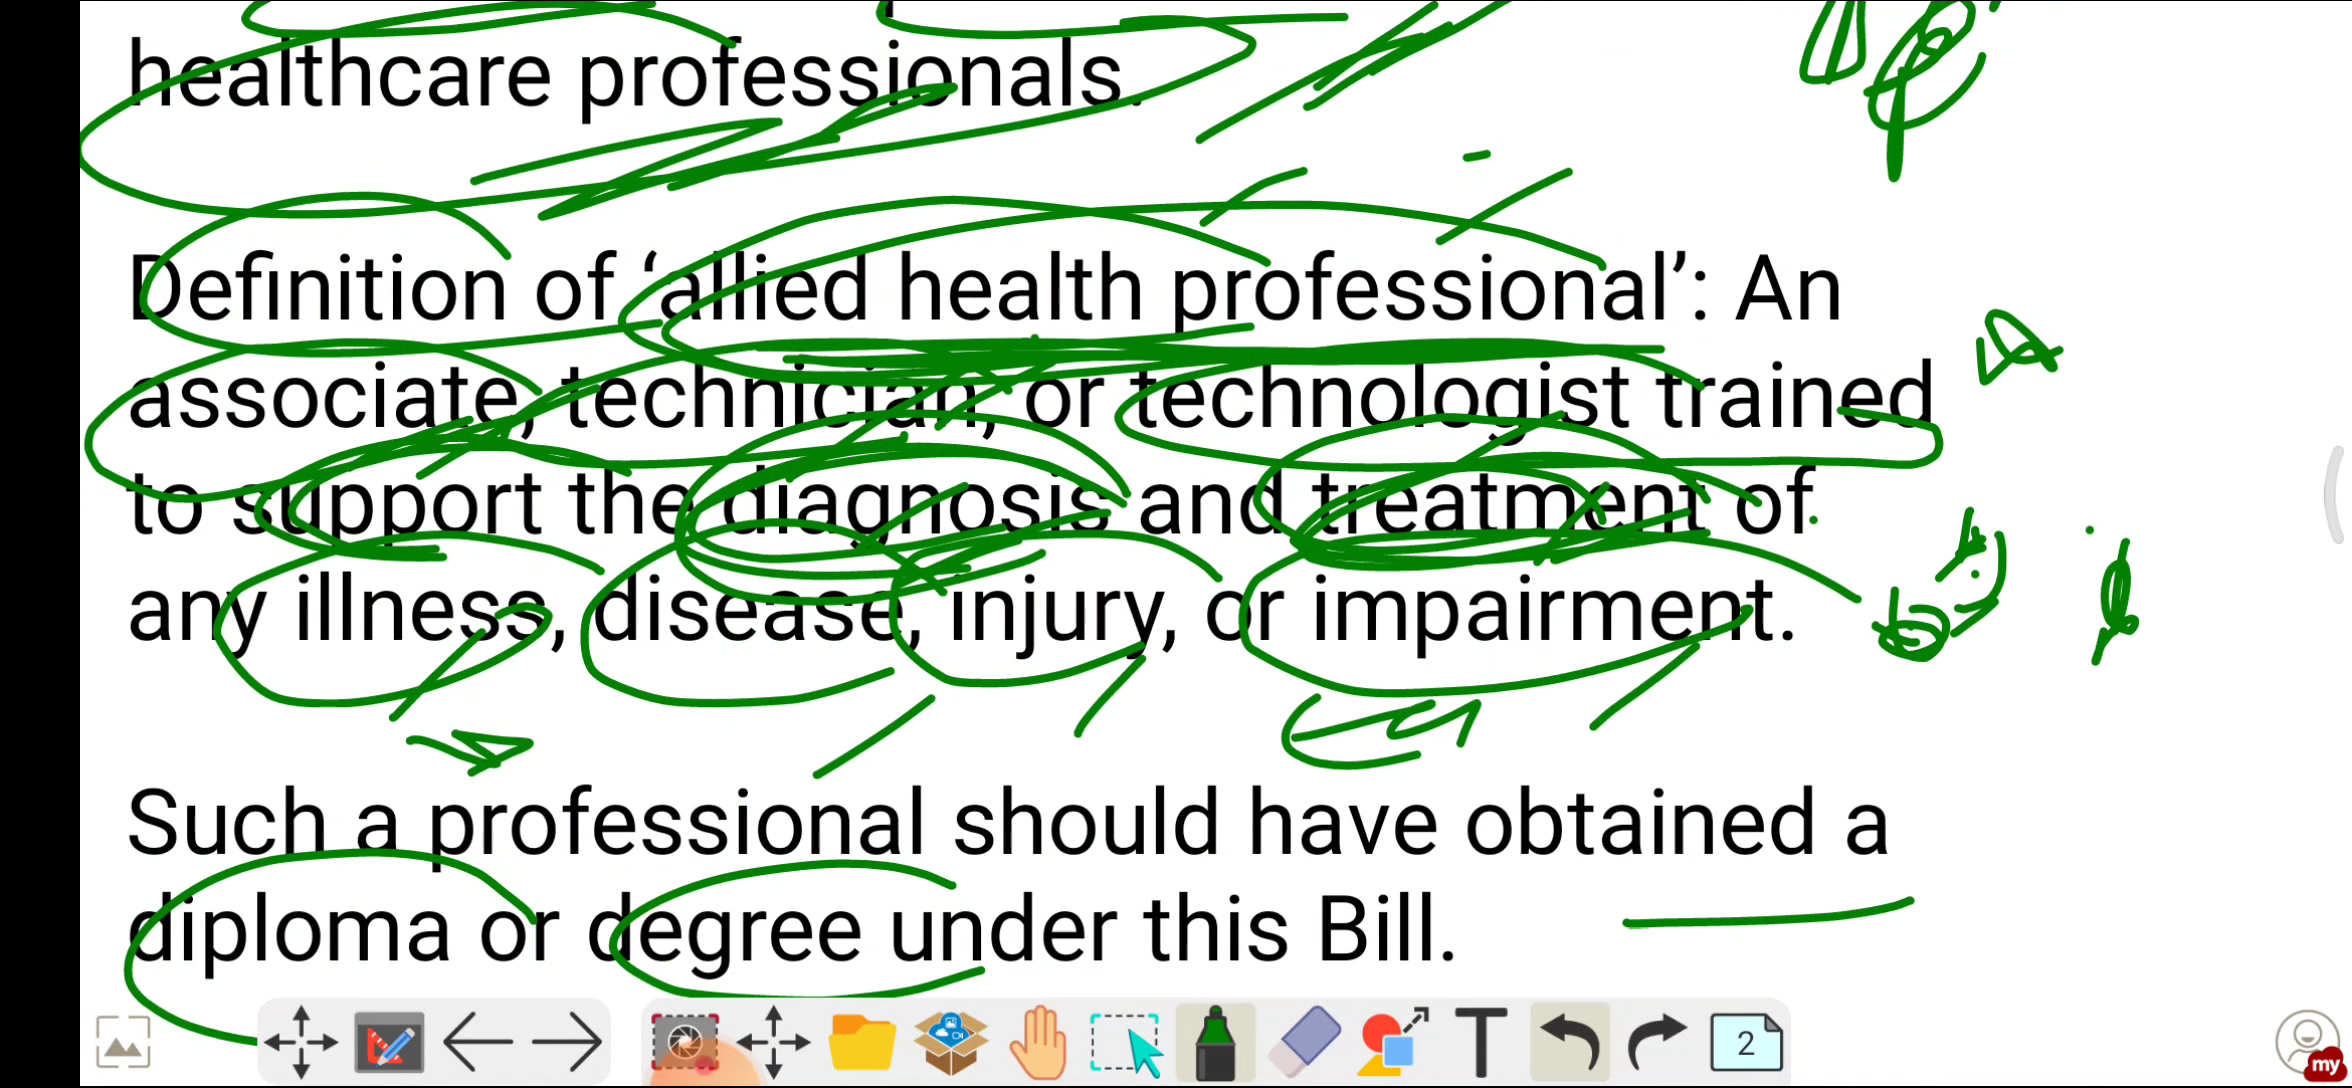 healthcare professionals.
Definition of ‘allied health professional’: An
associate, technician, or technologist trained
to support the diagnosis and treatment of
any illness, disease, injury, or impairment.
Such a professional should have obtained a
diploma or degree under this Bill.
T
2
my